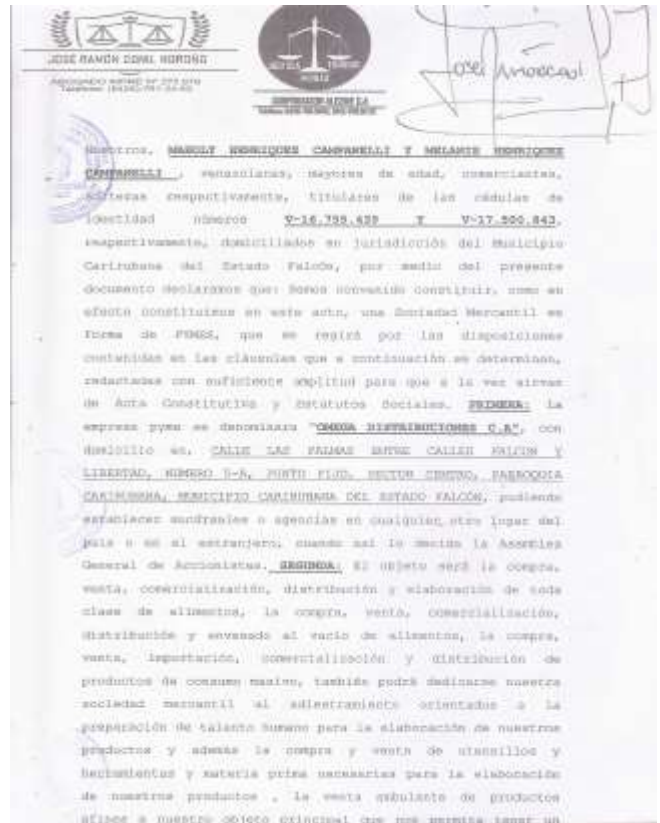 JOSÉ RAMÓN CORAL NOROÑO
ABOGADO
Nosotros, MANOLY HENRIQUES CAMPANELLI Y MELANIE HENRIQUES
CAMPANELLI , venezolanas, mayores de edad, comerciantes,
solteras respectivamente, titulares de las cédulas de
identidad números V-16.755.459 Y V-17.500.843,
respectivamente, domiciliados en jurisdicción del Municipio
Carirubana del Estado Falcón, por medio del presente
documento declaramos que: Hemos convenido constituir, como en
efecto constituimos en este acto, una Sociedad Mercantil en
forma de PYMES, que se regirá por las disposiciones
contenidas en las cláusulas que a continuación se determinan,
redactadas con suficiente amplitud para que a la vez sirvan
de Acta Constitutiva y Estatutos Sociales. PRIMERA: La
empresa pyme se denominara "OMEGA DISTRIBUCIONES C.A", con
domicilio en, CALLE LAS PALMAS ENTRE CALLES FALCON Y
LIBERTAD, NUMERO 5-A, PUNTO FIJO, SECTOR CENTRO, PARROQUIA
CARIRUBANA, MUNICIPIO CARIRUBANA DEL ESTADO FALCÓN, pudiendo
establecer sucursales o agencias en cualquier otro lugar del
país o en el extranjero, cuando así lo decida la Asamblea
General de Accionistas. SEGUNDA: El objeto será la compra,
venta, comercialización, distribución y elaboración de toda
clase de alimentos, la compra, venta, comercialización,
distribución y envasado al vacío de alimentos, la compra,
venta, importación, comercialización y distribución de
productos de consumo masivo, también podrá dedicarse nuestra
sociedad mercantil al adiestramiento orientados a la
preparación de talento humano para la elaboración de nuestros
productos y además la compra y venta de utensilios y
herramientas y materia prima necesarias para la elaboración
de nuestros productos , la venta ambulante de productos
afines a nuestro objeto principal que nos permita tener un